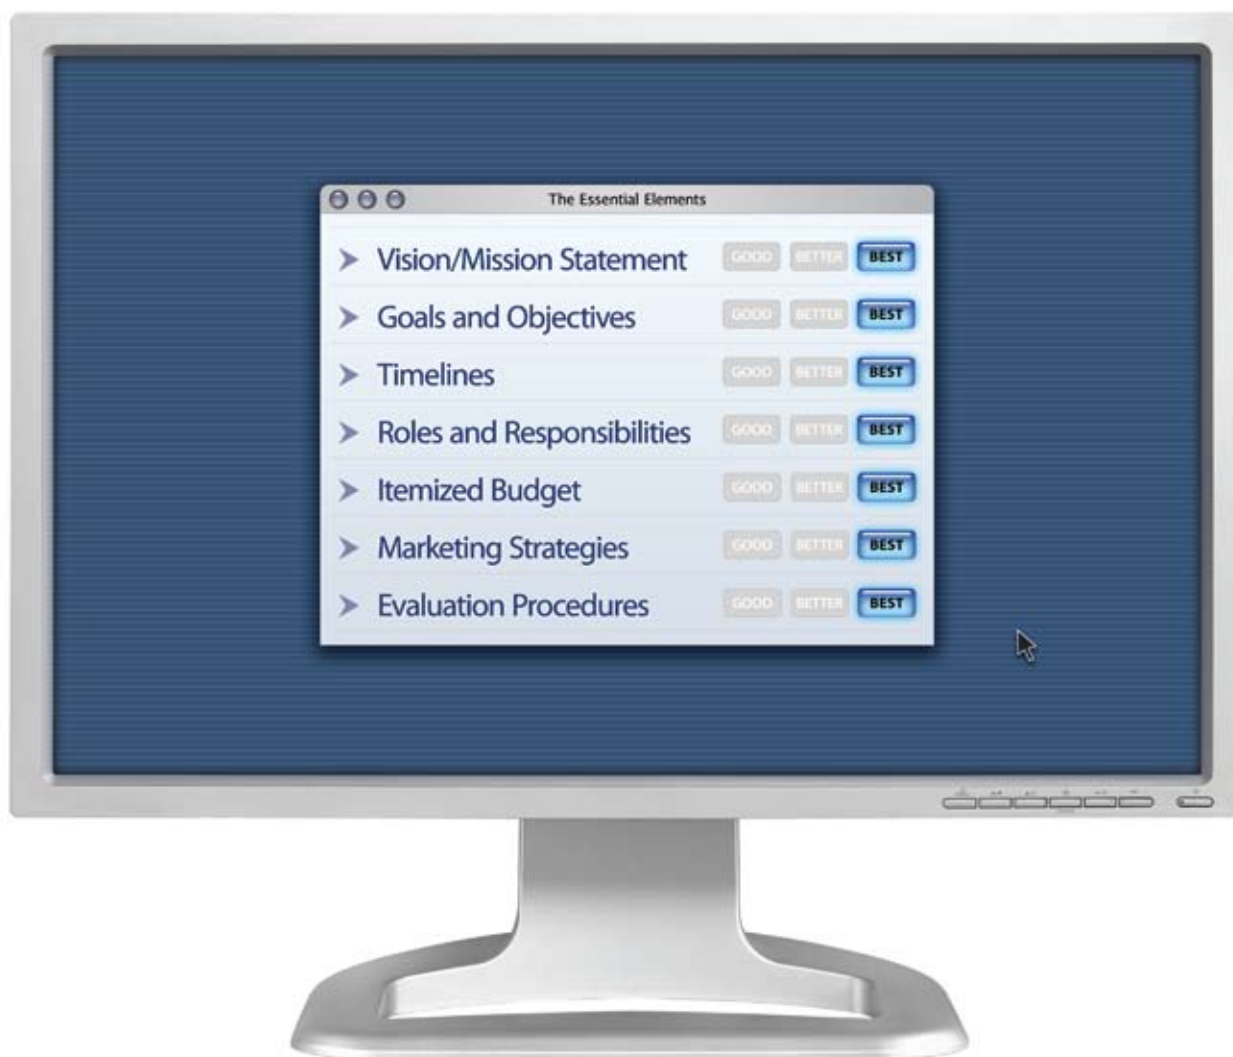 The Essential Elements
Vision/Mission Statement GOOD BETTER BEST
Goals and Objectives GOOD BETTER BEST
Timelines GOOD BETTER BEST
Roles and Responsibilities GOOD BETTER BEST
Itemized Budget GOOD BETTER BEST
Marketing Strategies GOOD BETTER BEST
Evaluation Procedures GOOD BETTER BEST